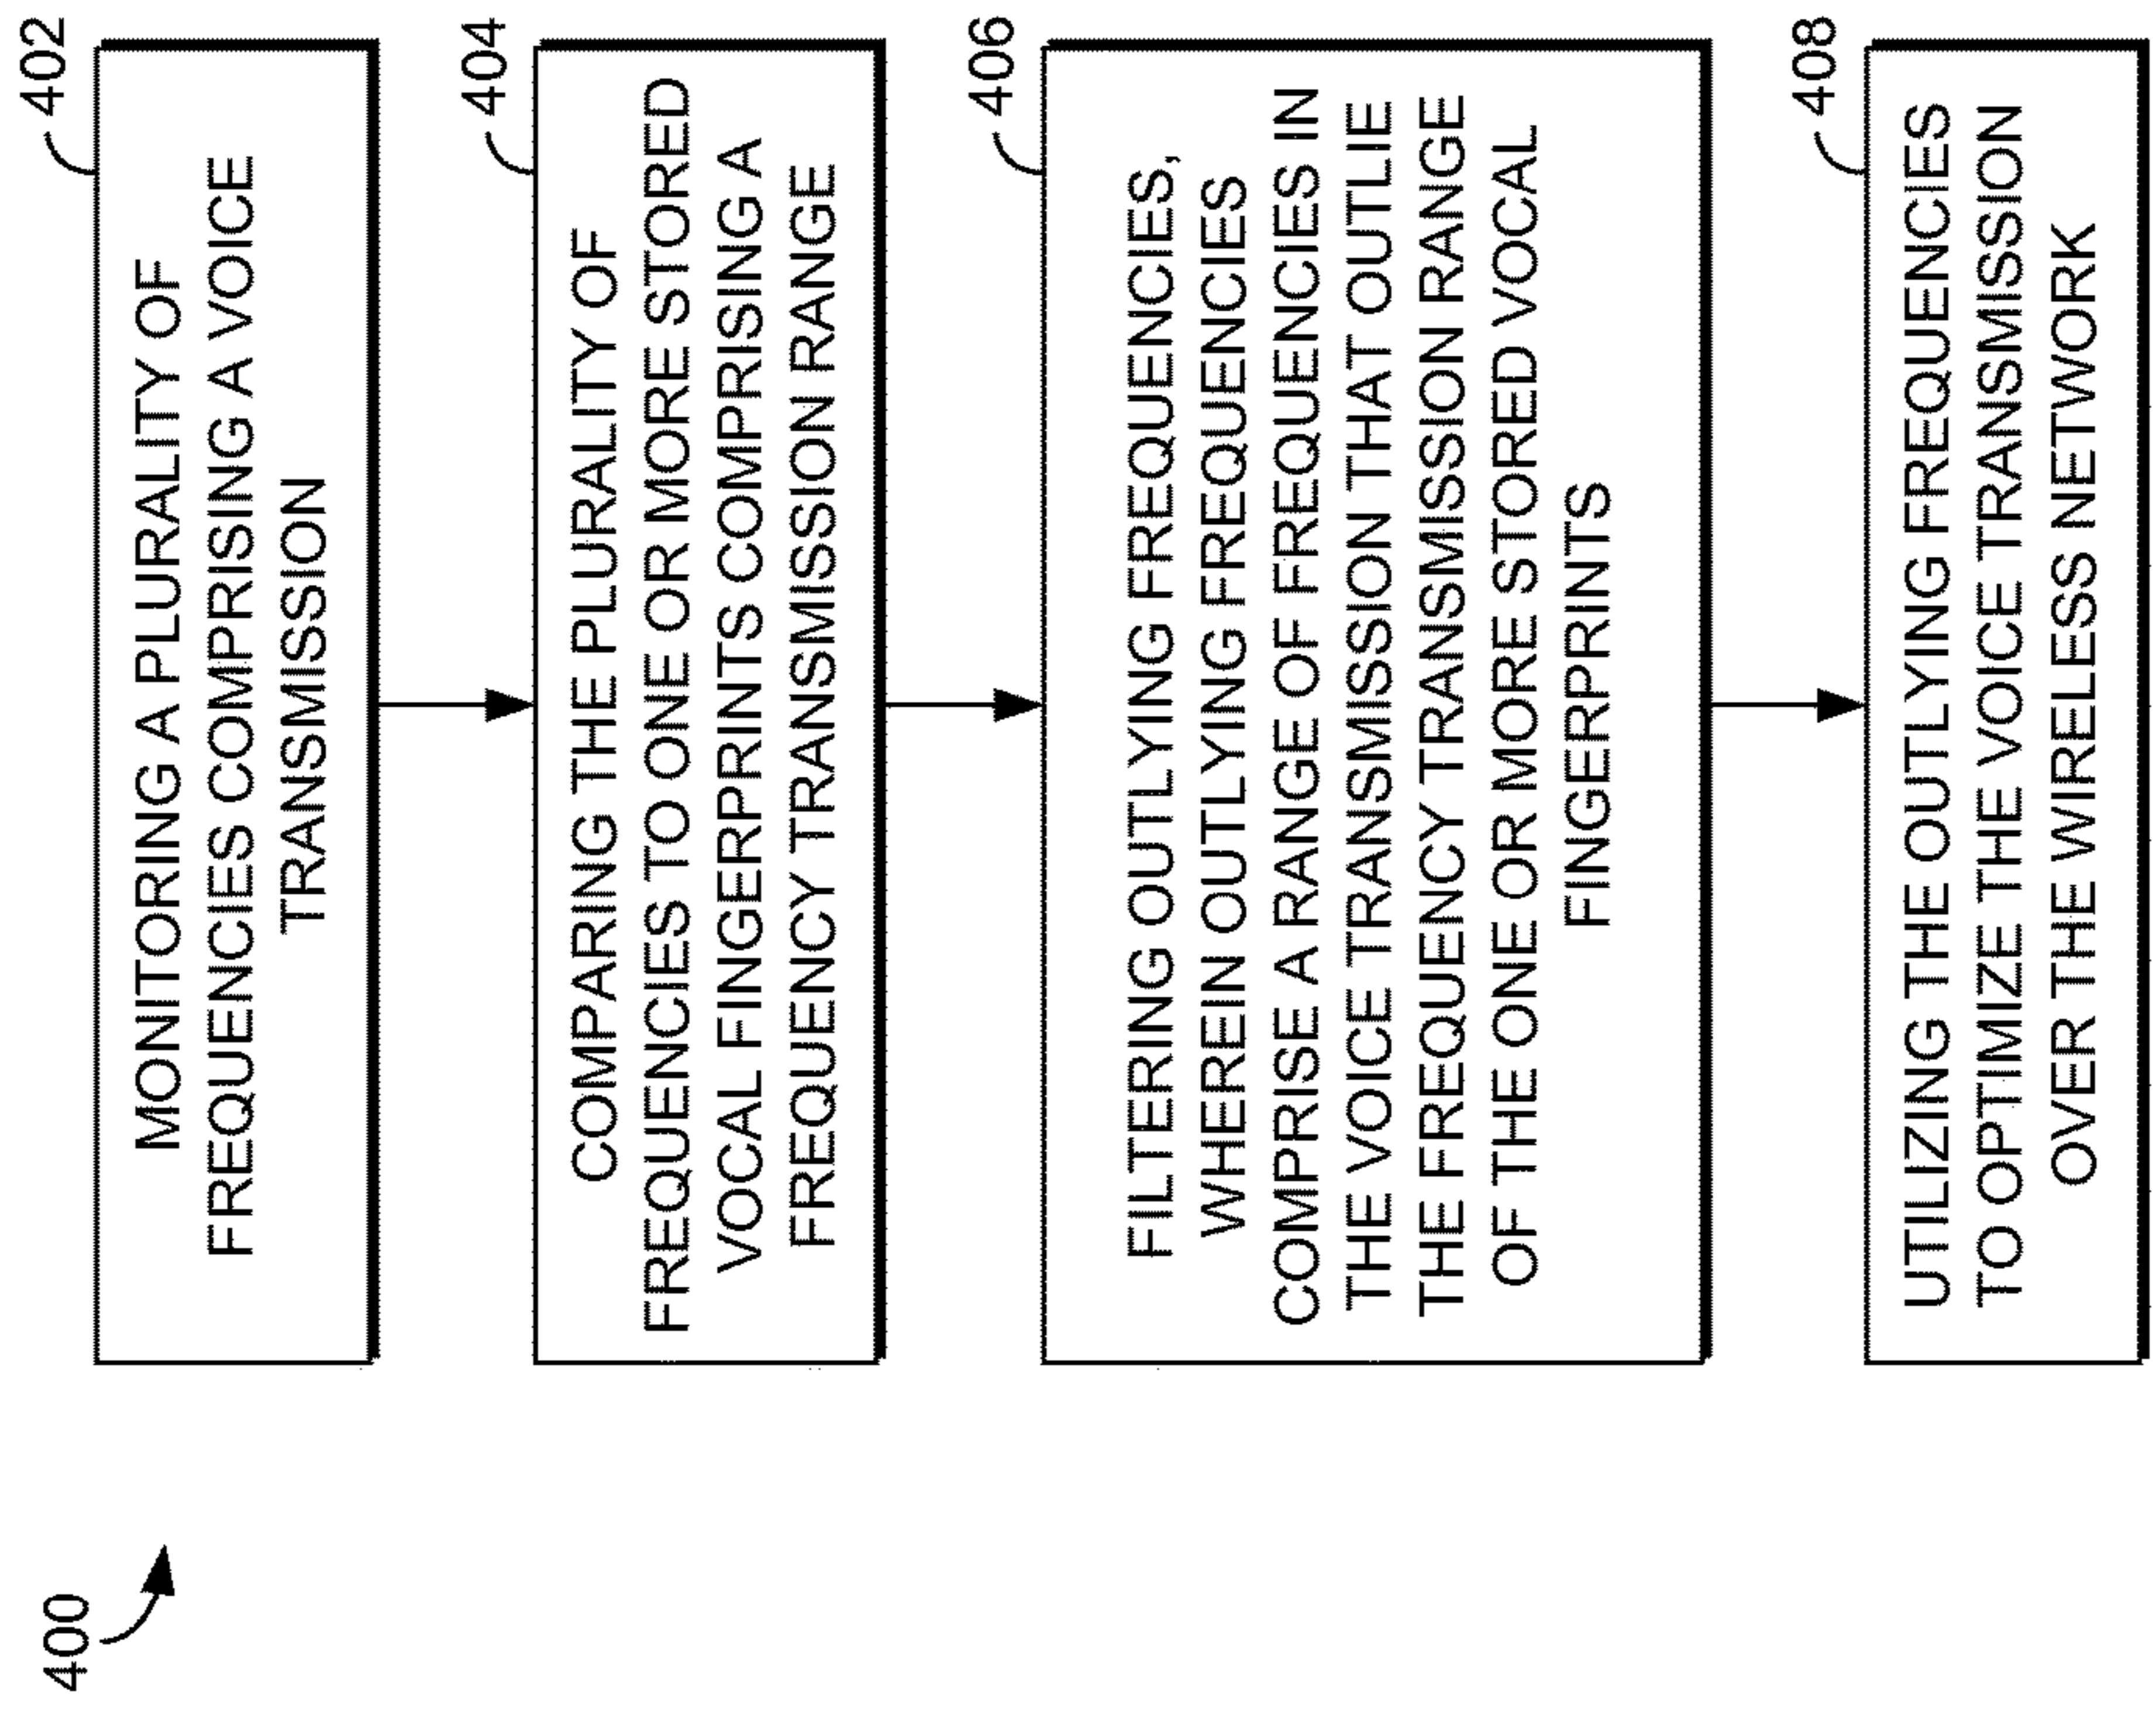 400
402
MONITORING A PLURALITY OF
FREQUENCIES COMPRISING A VOICE
TRANSMISSION
404
COMPARING THE PLURALITY OF
FREQUENCIES TO ONE OR MORE STORED
VOCAL FINGERPRINTS COMPRISING A
FREQUENCY TRANSMISSION RANGE
406
FILTERING OUTLYING FREQUENCIES,
WHEREIN OUTLYING FREQUENCIES
COMPRISE A RANGE OF FREQUENCIES IN
THE VOICE TRANSMISSION THAT OUTLIE
THE FREQUENCY TRANSMISSION RANGE
OF THE ONE OR MORE STORED VOCAL
FINGERPRINTS
408
UTILIZING THE OUTLYING FREQUENCIES
TO OPTIMIZE THE VOICE TRANSMISSION
OVER THE WIRELESS NETWORK